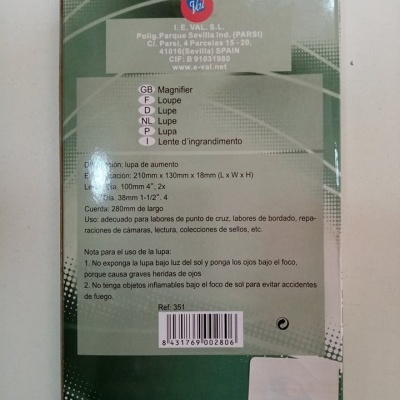 Val
I. E. VAL. S.L.
Polig.Parque Sevilla Ind. (PARSI)
C/. Parsi, 4 Parcelas 15 - 20,
41016(Sevilla) SPAIN
CIF: B 91031980
www.e-val.net
GB Magnifier
F Loupe
D Lupe
NL Lupe
P Lupa
I Lente d'ingrandimento
lupa de aumento
210mm x 130mm x 18mm (L x W x H)
100mm 4", 2x
Dia. 38mm 1-1/2". 4
Cuerda: 280mm de largo
Uso: adecuado para labores de punto de cruz, labores de bordado, repa-
raciones de cámaras, lectura, colecciones de sellos, etc.
Nota para el uso de la lupa:
1. No exponga la lupa bajo luz del sol y ponga los ojos bajo el foco,
porque causa graves heridas de ojos
2. No tenga objetos inflamables bajo el foco de sol para evitar accidentes
de fuego.
Ref: 351
8 431769 002806